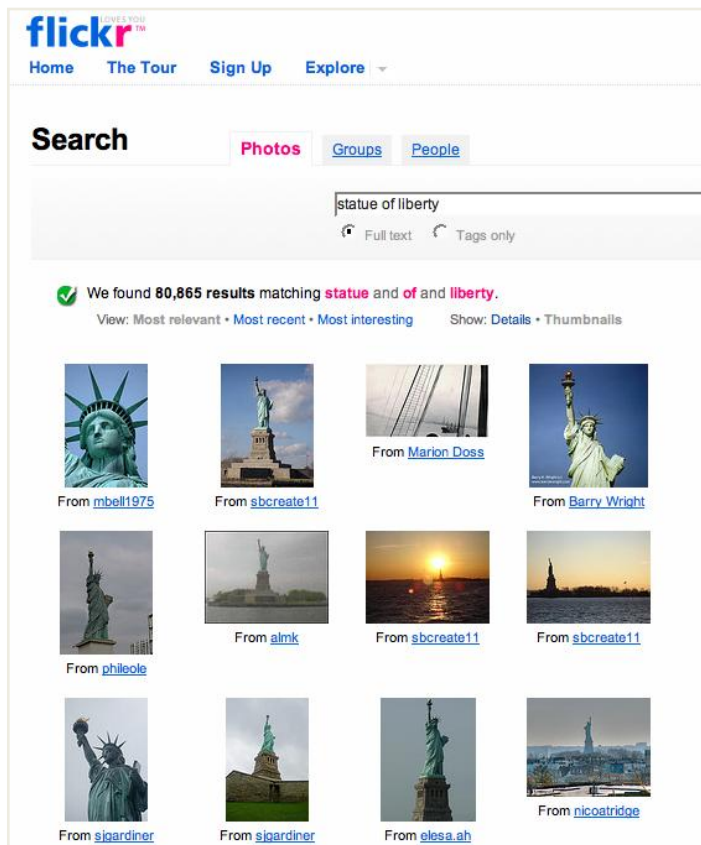 LOVES YOU
flickr™
Home The Tour Sign Up Explore
Search Photos Groups People
statue of liberty
Full text Tags only
We found 80,865 results matching statue and of and liberty.
View: Most relevant • Most recent • Most interesting Show: Details • Thumbnails
From mbell1975 From sbcreate11 From Marion Doss From Barry Wright
From phileole From almk From sbcreate11 From sbcreate11
From sjgardiner From sjgardiner From elesa.ah From nicoatridge